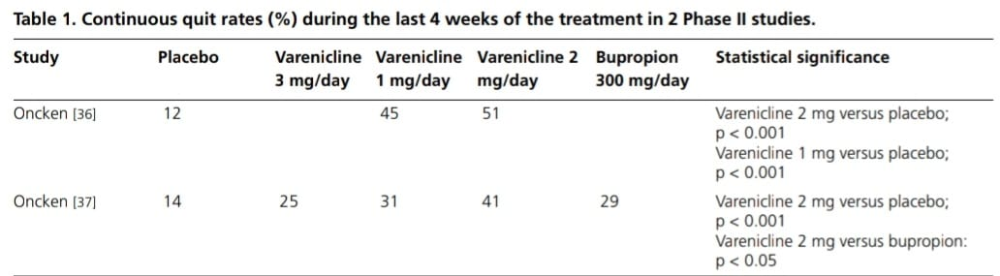 Table 1. Continuous quit rates (%) during the last 4 weeks of the treatment in 2 Phase II studies.
Study Placebo Varenicline 3 mg/day Varenicline 1 mg/day Varenicline 2 mg/day Bupropion 300 mg/day Statistical significance
Oncken [36] 12 45 51 Varenicline 2 mg versus placebo;
p < 0.001
Varenicline 1 mg versus placebo;
p < 0.001
Oncken [37] 14 25 31 41 29 Varenicline 2 mg versus placebo;
p < 0.001
Varenicline 2 mg versus bupropion:
p < 0.05